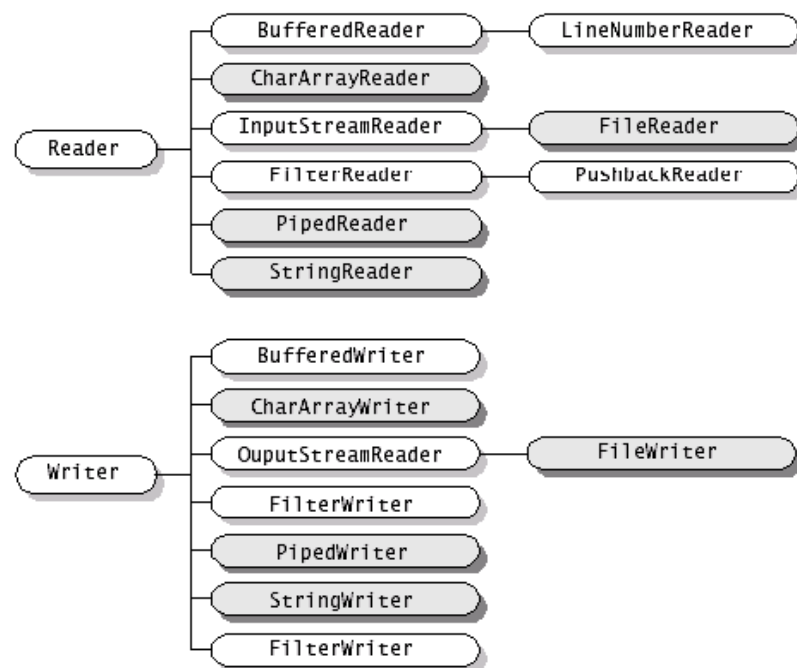 BufferedReader LineNumberReader
CharArrayReader
InputStreamReader FileReader
Reader
FilterReader PushbackReader
PipedReader
StringReader
BufferedWriter
CharArrayWriter
OuputStreamReader FileWriter
Writer
FilterWriter
PipedWriter
StringWriter
FilterWriter